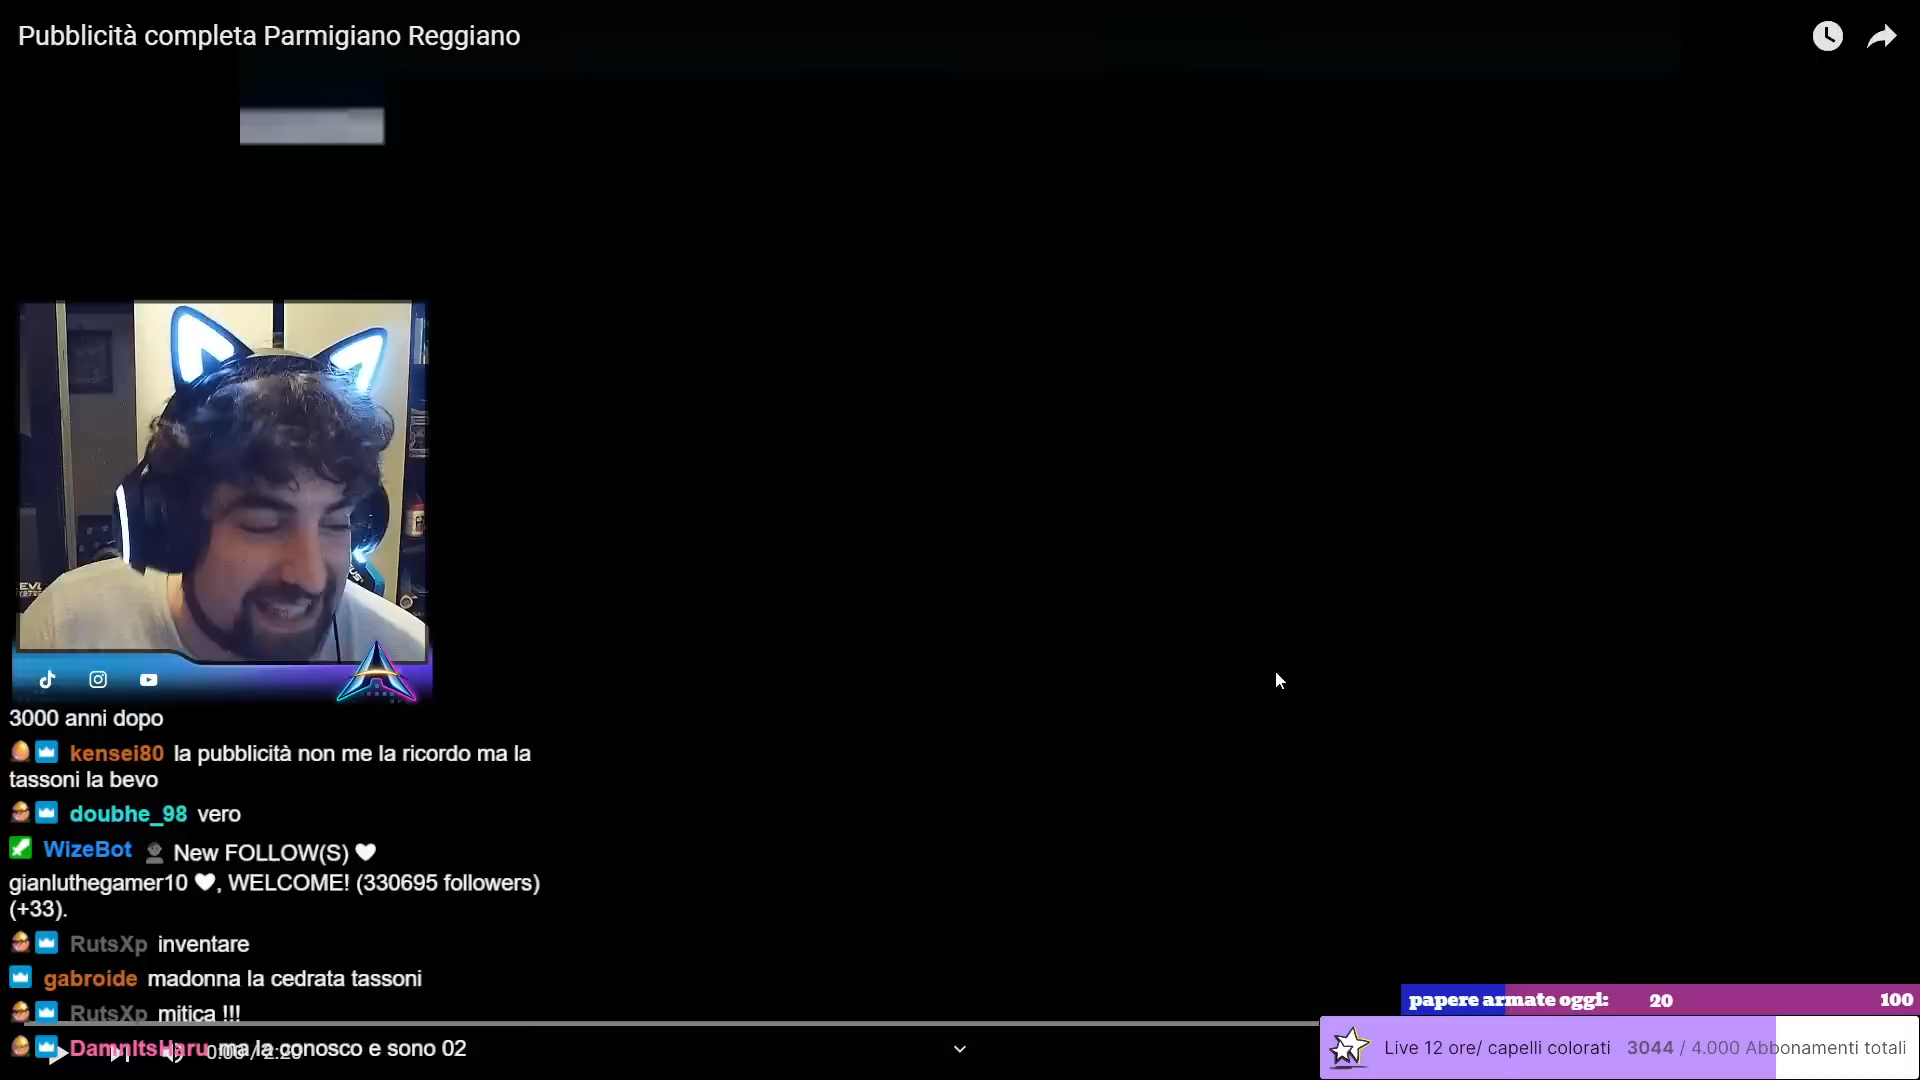 Pubblicità completa Parmigiano Reggiano
3000 anni dopo
kensei80 la pubblicità non me la ricordo ma la
tassoni la bevo
doubhe_98 vero
WizeBot New FOLLOW(S)
gianluthegamer10 , WELCOME! (330695 followers)
(+33).
RutsXp inventare
gabroide madonna la cedrata tassoni
RutsXp mitica !!!
DamnItsHaru ma la conosco e sono 02
papere armate oggi: 20 100
Live 12 ore/ capelli colorati 3044 / 4.000 Abbonamenti totali